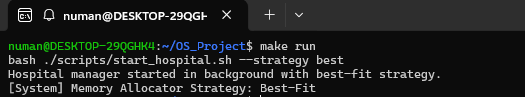 numan@DESKTOP-29QGH
numan@DESKTOP-29QGHK4:~/OS_Project$ make run
bash ./scripts/start_hospital.sh --strategy best
Hospital manager started in background with best-fit strategy.
[System] Memory Allocator Strategy: Best-Fit